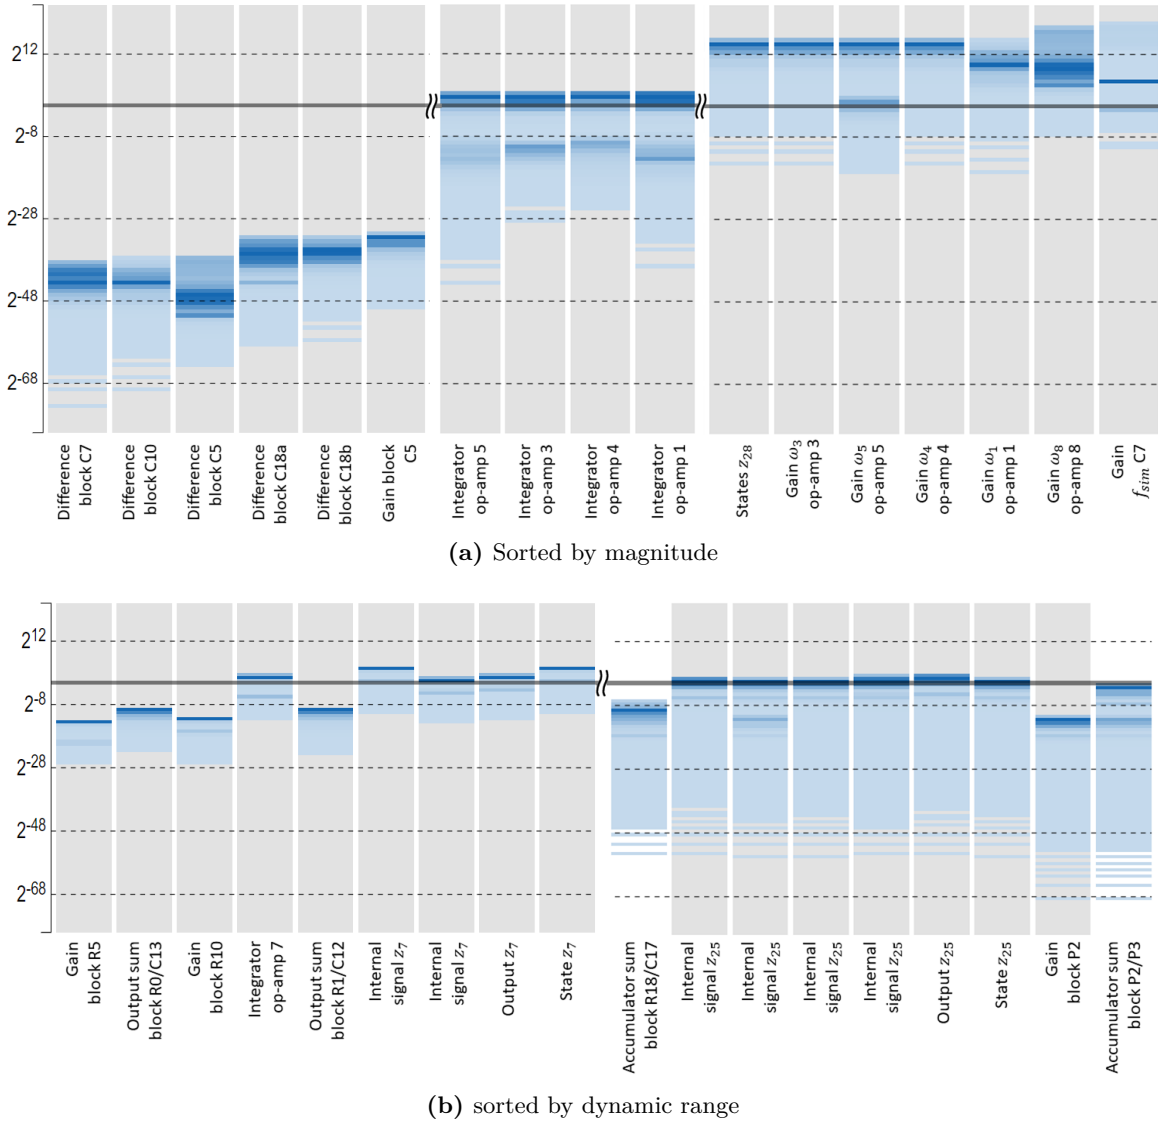 2^12
2^-8
2^-28
2^-48
2^-68
Difference
block C7
Difference
block C10
Difference
block C5
Difference
block C18a
Difference
block C18b
Gain block
C5
Integrator
op-amp 5
Integrator
op-amp 3
Integrator
op-amp 4
Integrator
op-amp 1
States z₂₈
Gain ω₃
op-amp 3
Gain ω₅
op-amp 5
Gain ω₄
op-amp 4
Gain ω₁
op-amp 1
Gain ω₈
op-amp 8
Gain
f_sim C7
(a) Sorted by magnitude
2^12
2^-8
2^-28
2^-48
2^-68
Gain
block R5
Output sum
block R0/C13
Gain
block R10
Integrator
op-amp 7
Output sum
block R1/C12
Internal
signal z₇
Internal
signal z₇
Output z₇
State z₇
Accumulator sum
block R18/C17
Internal
signal z₂₅
Internal
signal z₂₅
Internal
signal z₂₅
Internal
signal z₂₅
Output z₂₅
State z₂₅
Gain
block P2
Accumulator sum
block P2/P3
(b) sorted by dynamic range